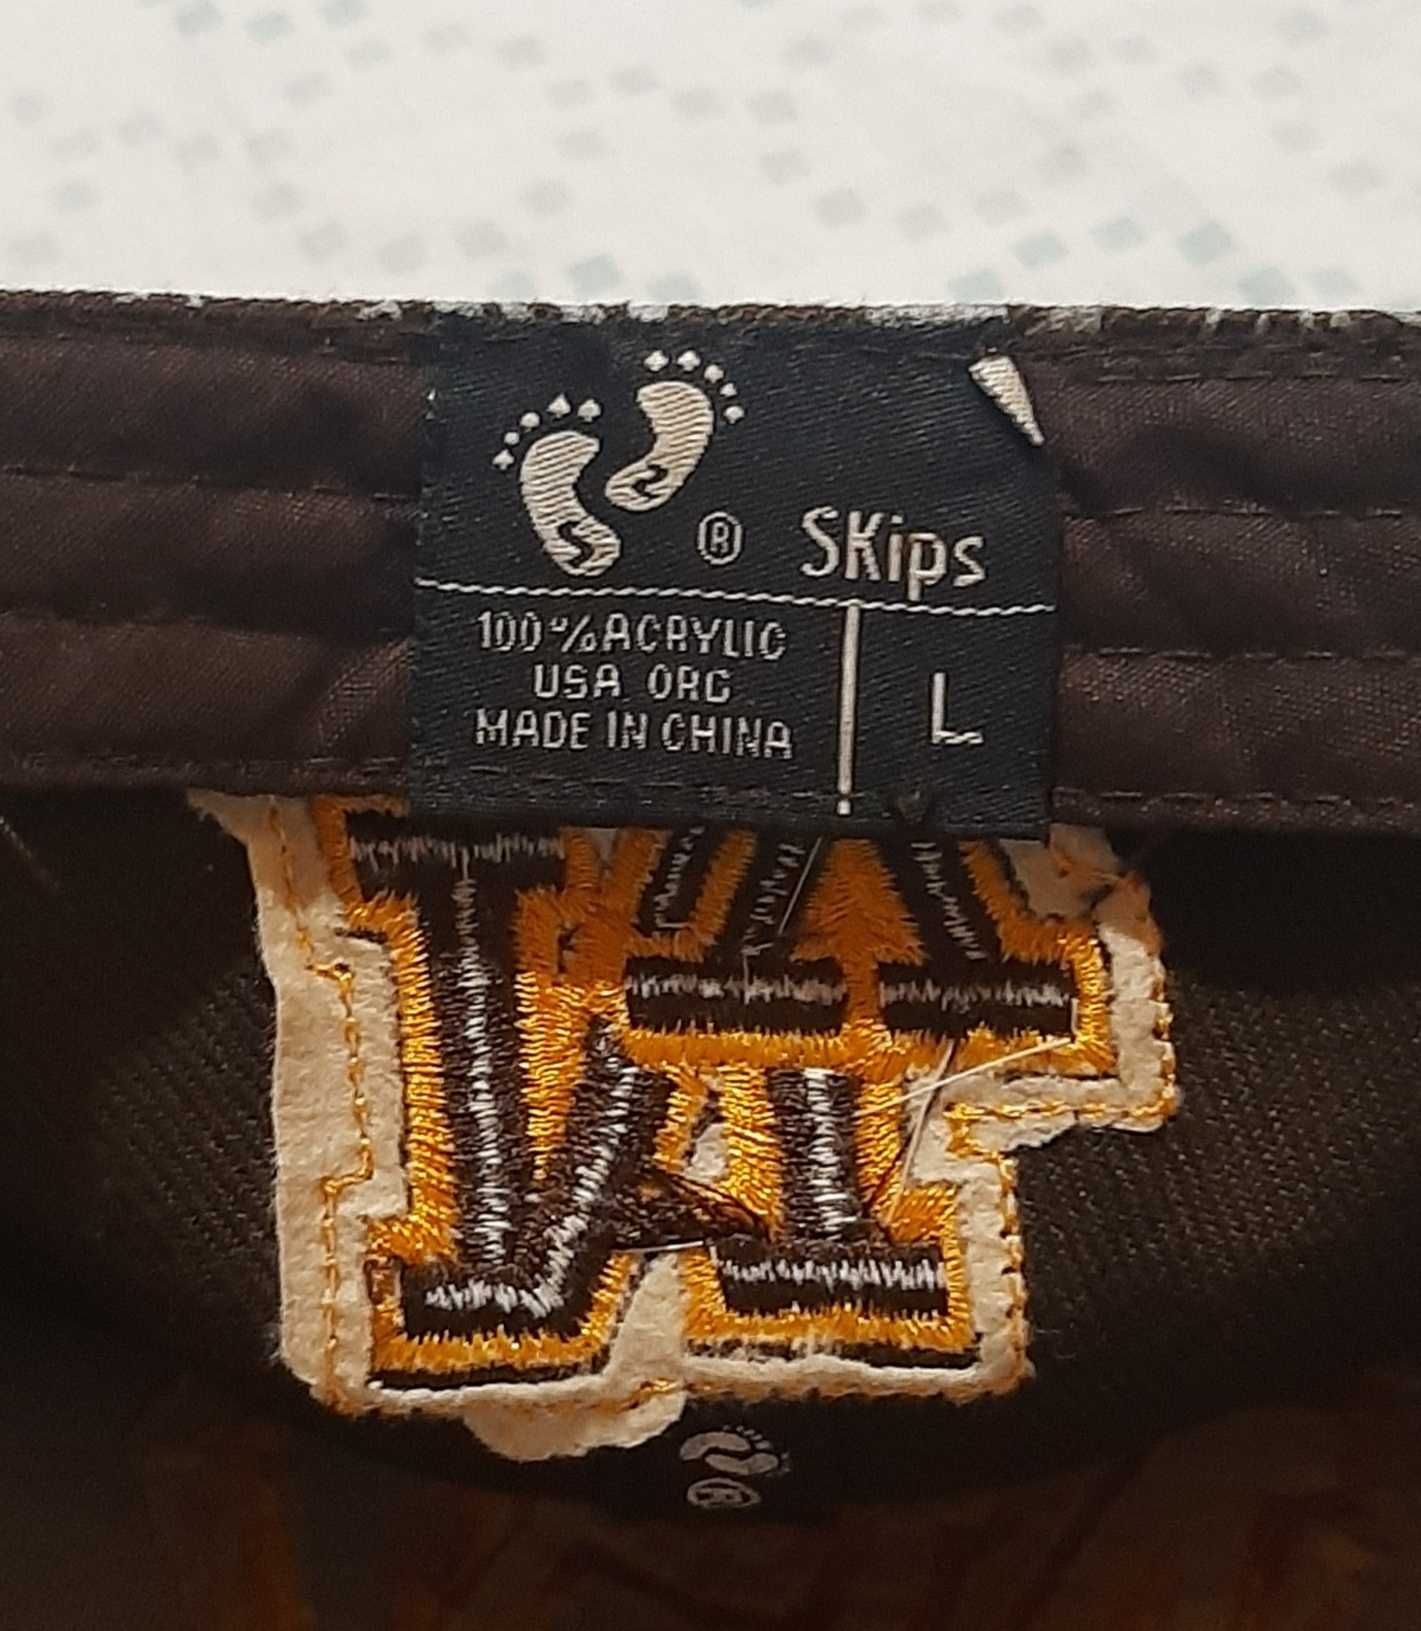 ® SKips
100%ACRYLIC
USA ORG
MADE IN CHINA
L
®